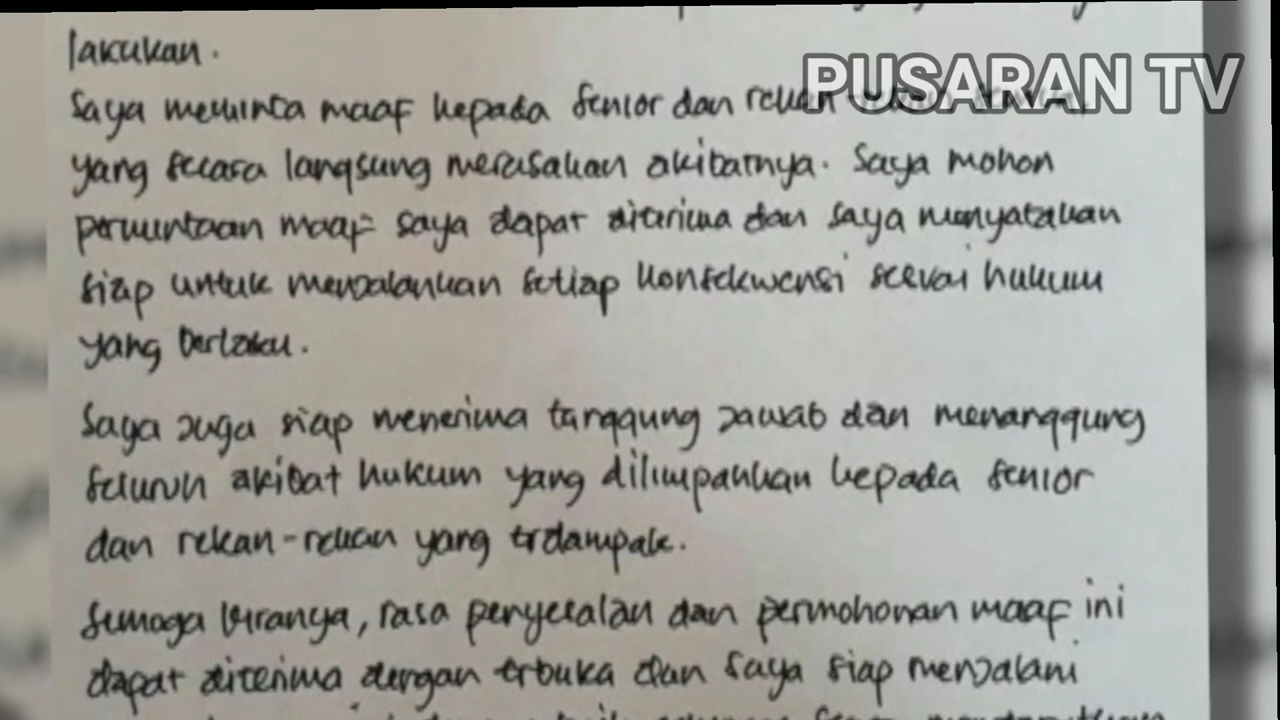 lakukan.
PUSARAN TV
Saya meminta maaf kepada senior dan rekan
yang secara langsung merasakan akibatnya. Saya mohon
permintaan maaf saya dapat diterima dan saya menyatakan
siap untuk menjalankan setiap konsekwensi sesuai hukum
yang berlaku.
Saya juga siap menerima tanggung jawab dan menanggung
seluruh akibat hukum yang dilimpahkan kepada senior
dan rekan-rekan yang trdampak.
Semoga kiranya, rasa penyesalan dan permohonan maaf ini
dapat diterima dengan trbuka dan saya siap menjalani